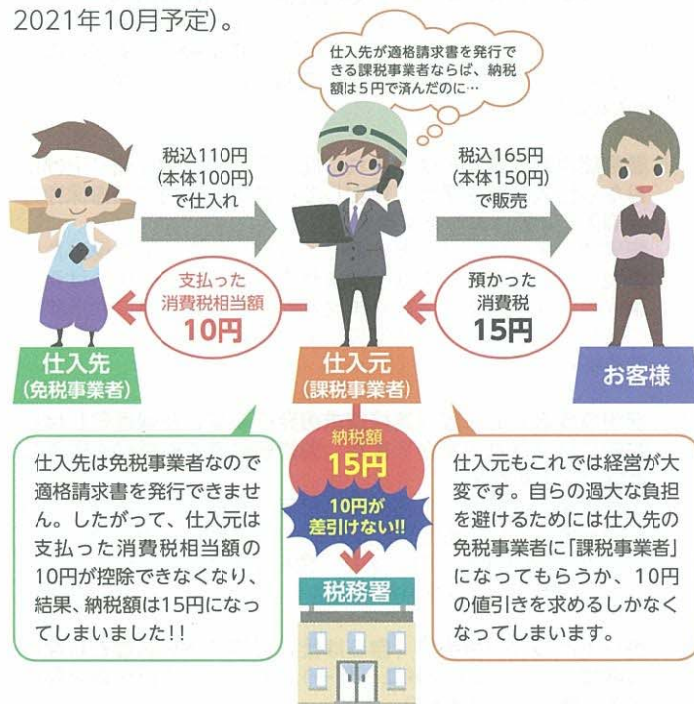 2021年10月予定)。
仕入先が適格請求書を発行で
きる課税事業者ならば、納税
額は5円で済んだのに…
税込110円
(本体100円)
で仕入れ
税込165円
(本体150円)
で販売
支払った
消費税相当額
10円
預かった
消費税
15円
仕入先
(免税事業者)
仕入元
(課税事業者)
お客様
納税額
15円
10円が
差引けない!!
税務署
仕入先は免税事業者なので
適格請求書を発行できませ
ん。したがって、仕入元は
支払った消費税相当額の
10円が控除できなくなり、
結果、納税額は15円になっ
てしまいました!!
仕入元もこれでは経営が大
変です。自らの過大な負担
を避けるためには仕入先の
免税事業者に「課税事業者」
になってもらうか、10円
の値引きを求めるしかなく
なってしまいます。